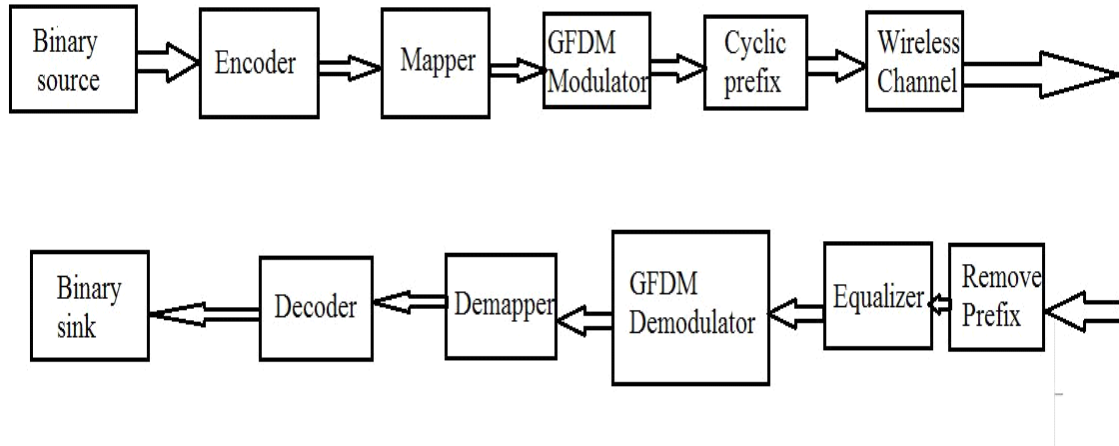 Binary
source
Encoder
Mapper
GFDM
Modulator
Cyclic
prefix
Wireless
Channel
Binary
sink
Decoder
Demapper
GFDM
Demodulator
Equalizer
Remove
Prefix